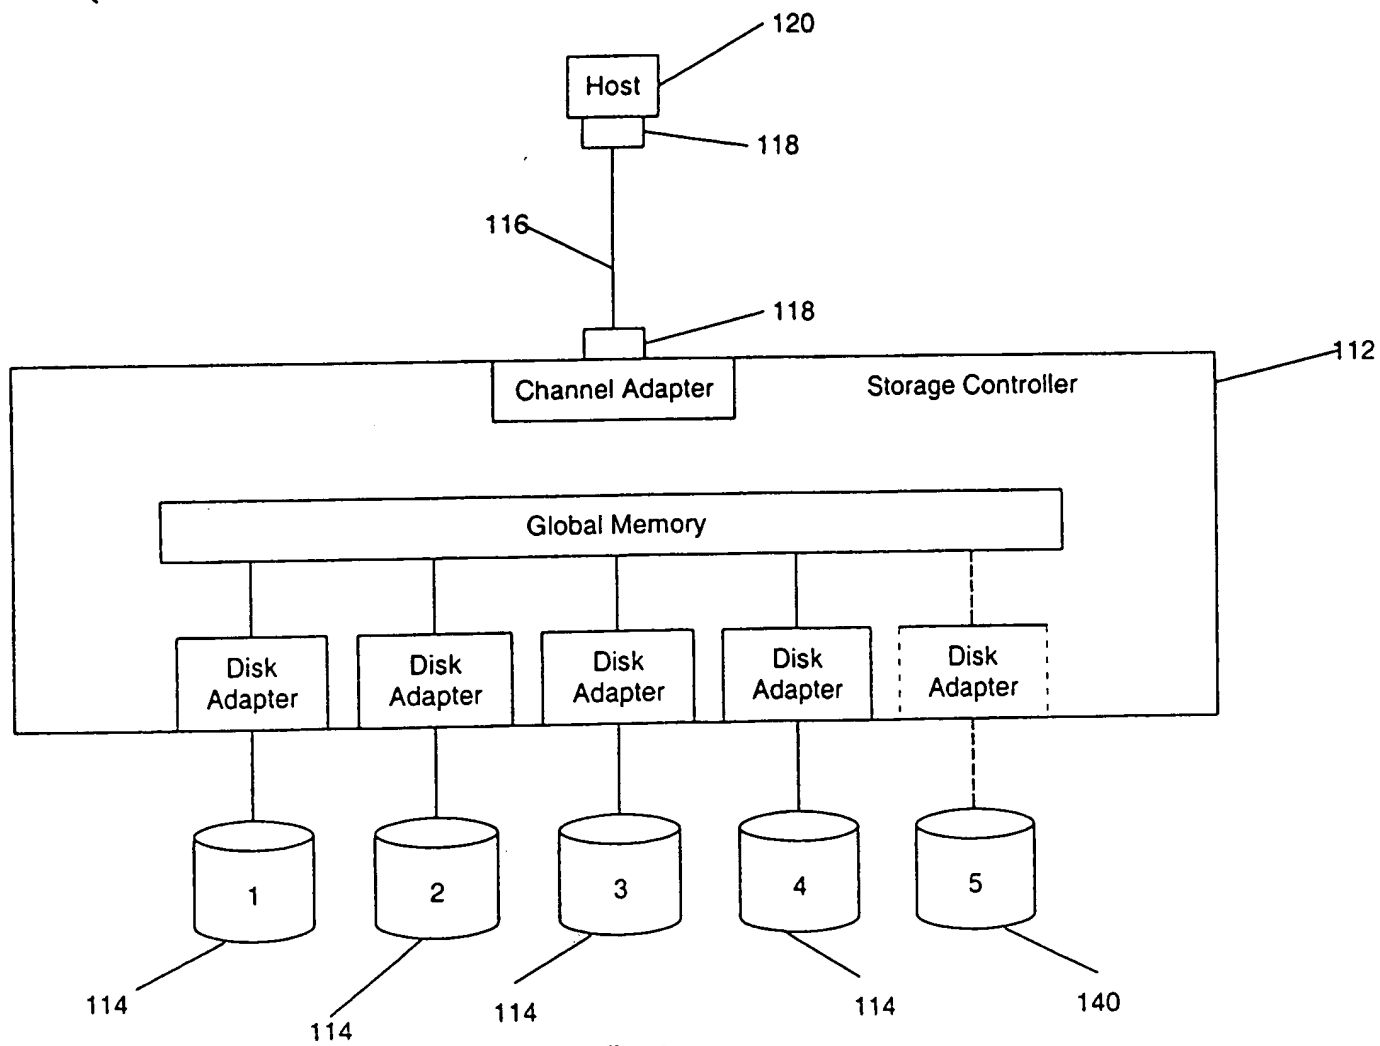 120
Host
118
116
118
112
Channel Adapter
Storage Controller
Global Memory
Disk
Adapter
Disk
Adapter
Disk
Adapter
Disk
Adapter
Disk
Adapter
1
2
3
4
5
114
114
114
114
140